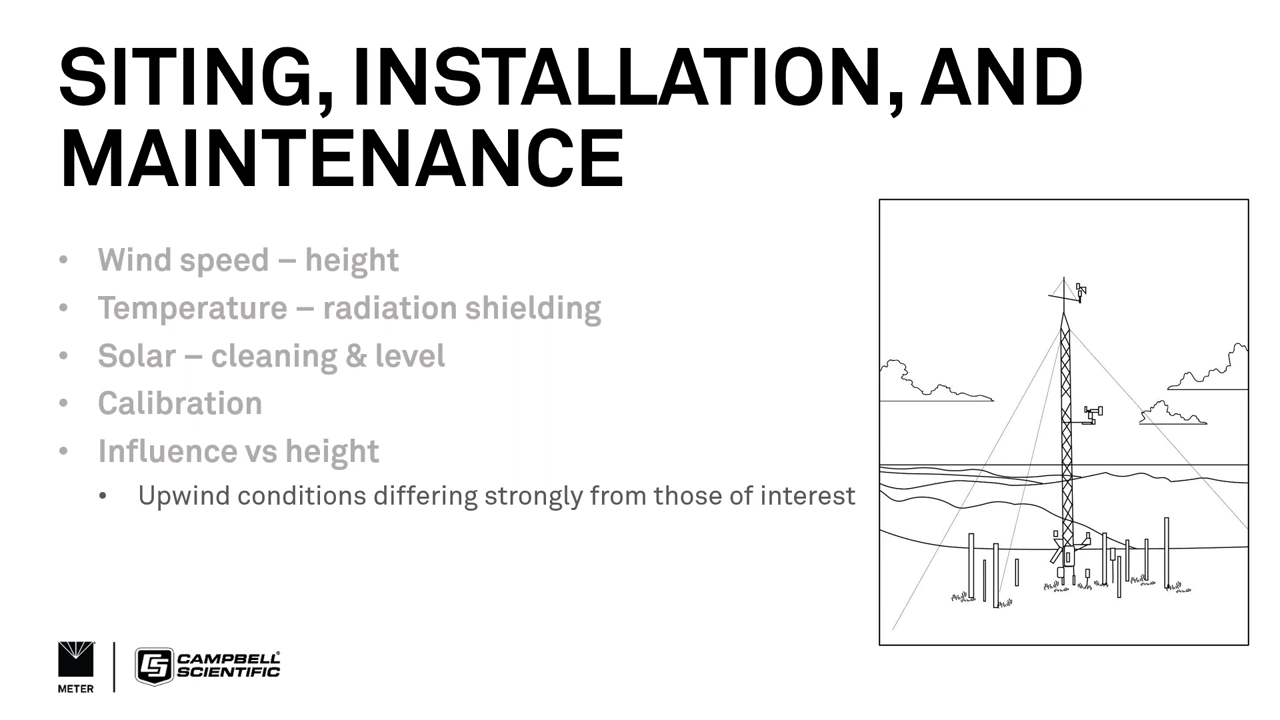 SITING, INSTALLATION, AND
MAINTENANCE
• Wind speed – height
• Temperature – radiation shielding
• Solar – cleaning & level
• Calibration
• Influence vs height
• Upwind conditions differing strongly from those of interest
METER
CS CAMPBELL
SCIENTIFIC